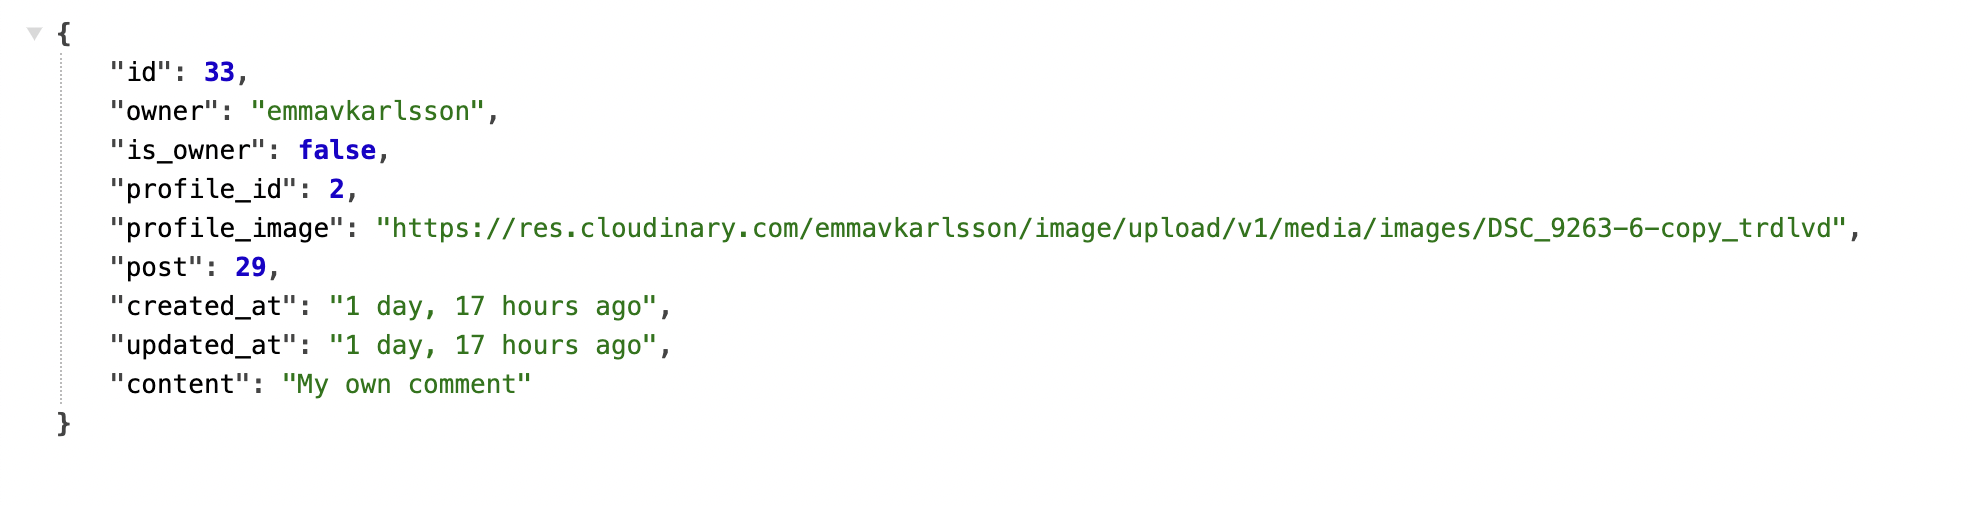 {
"id": 33,
"owner": "emmavkarlsson",
"is_owner": false,
"profile_id": 2,
"profile_image": "https://res.cloudinary.com/emmavkarlsson/image/upload/v1/media/images/DSC_9263-6-copy_trdlvd",
"post": 29,
"created_at": "1 day, 17 hours ago",
"updated_at": "1 day, 17 hours ago",
"content": "My own comment"
}